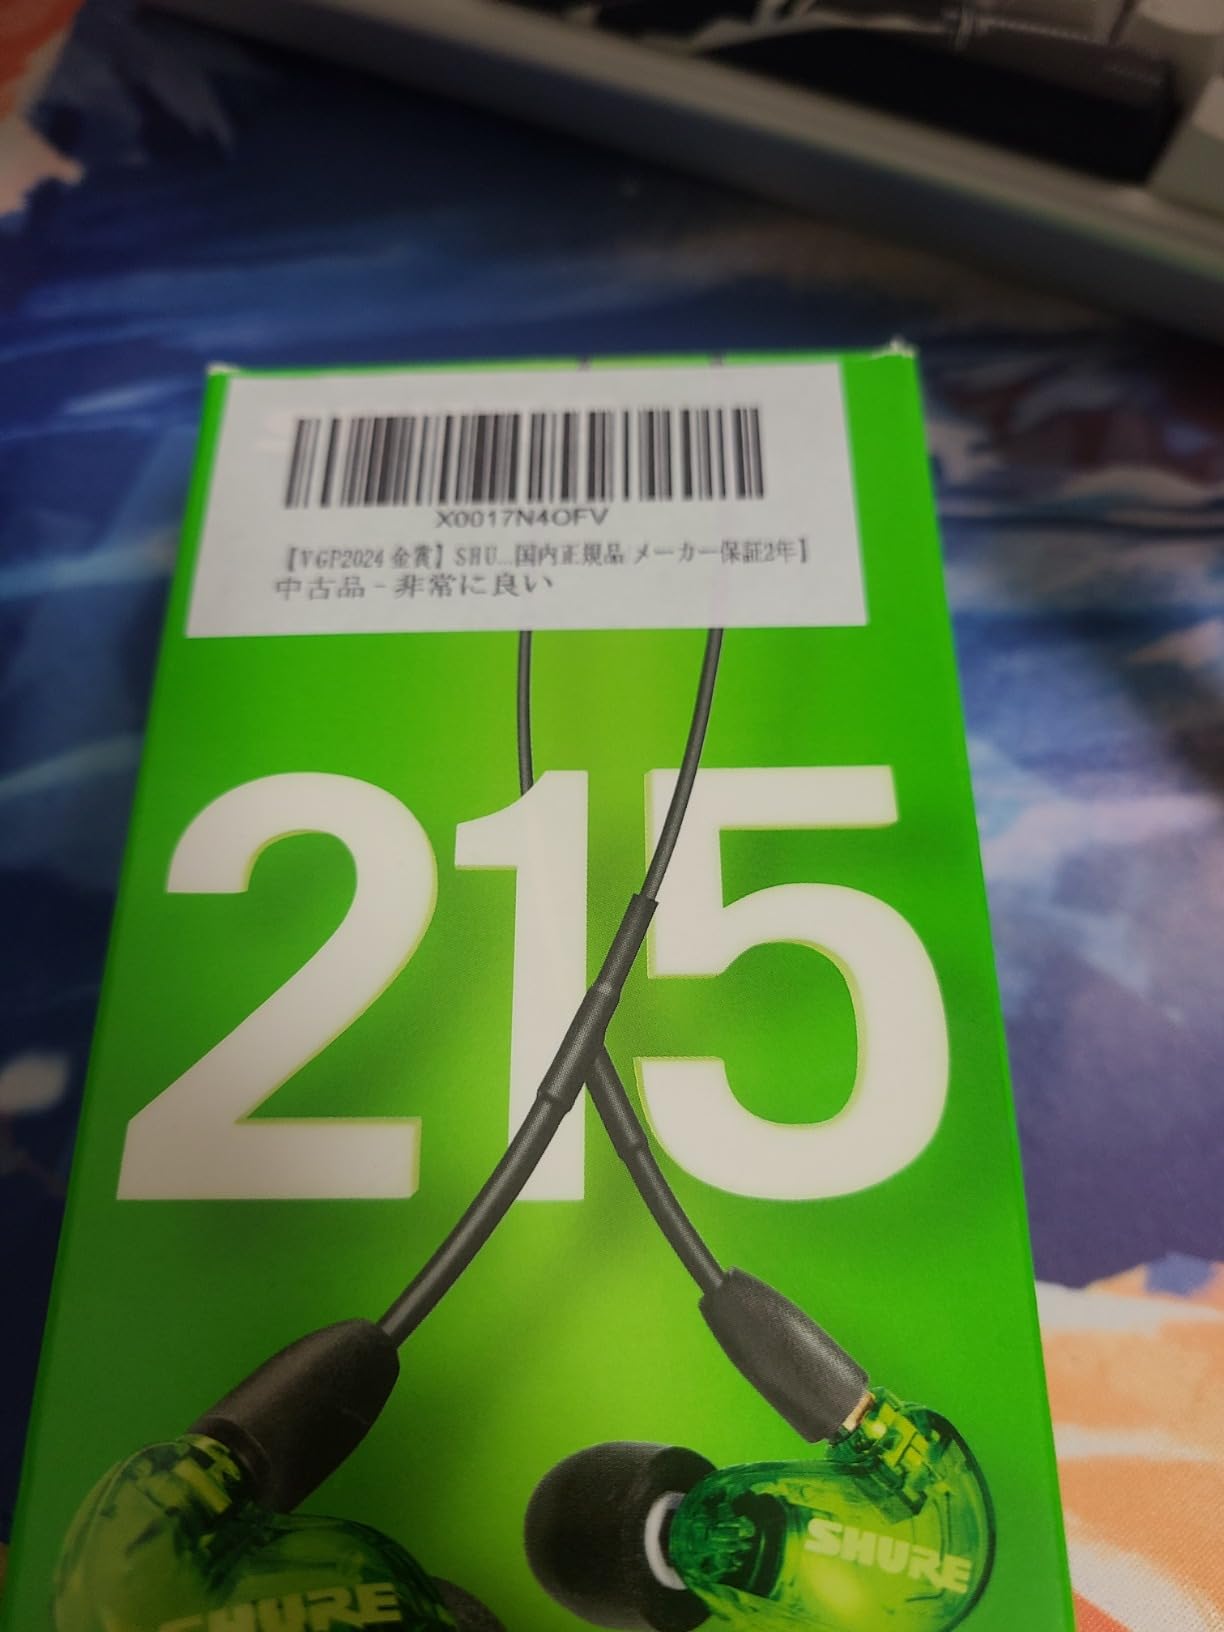 X0017N4OFV
【VGP2024 金賞】SHU...国内正規品 メーカー保証2年】
中古品 - 非常に良い
215
SHURE
SHURE